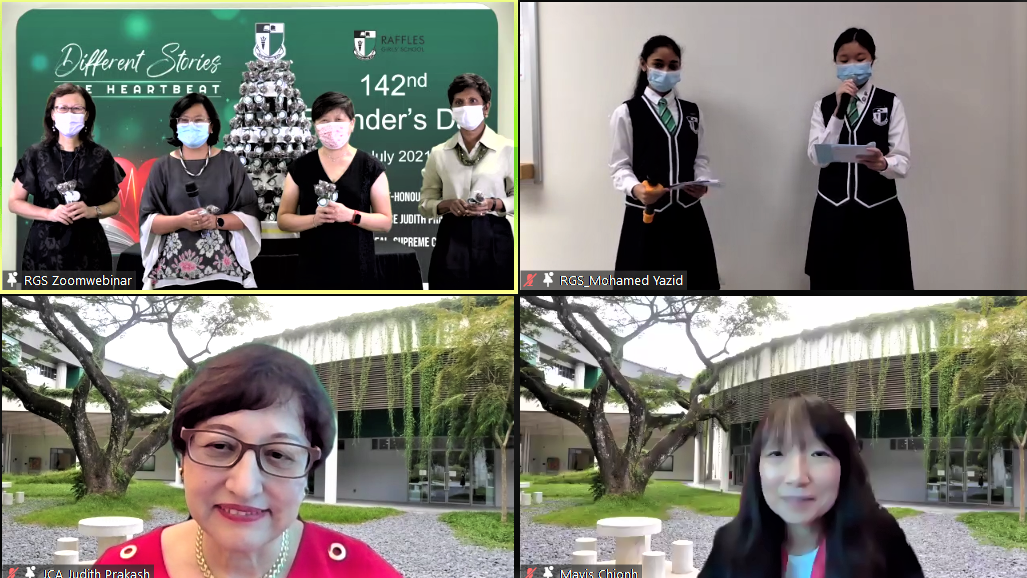 Different Stories
E HEARTBEAT
RAFFLES
GIRLS' SCHOOL
142nd
nder's D
July 2021
-HONOU
E JUDITH PR
EAL, SUPREME C
RGS Zoomwebinar
RGS_Mohamed Yazid
JCA Judith Prakash
Mavis Chionh